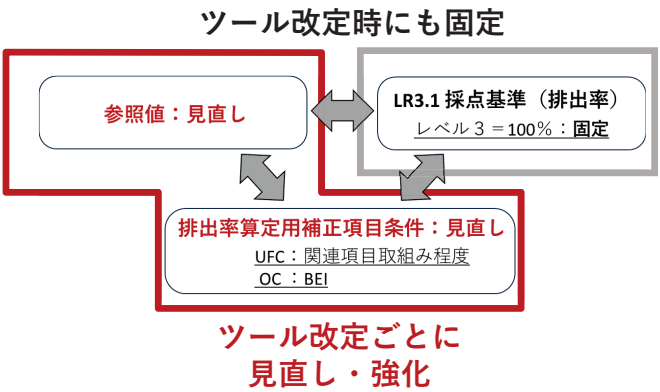 ツール改定時にも固定
参照値：見直し
LR3.1 採点基準（排出率）
レベル３＝100％：固定
排出率算定用補正項目条件：見直し
UFC：関連項目取組み程度
OC：BEI
ツール改定ごとに
見直し・強化